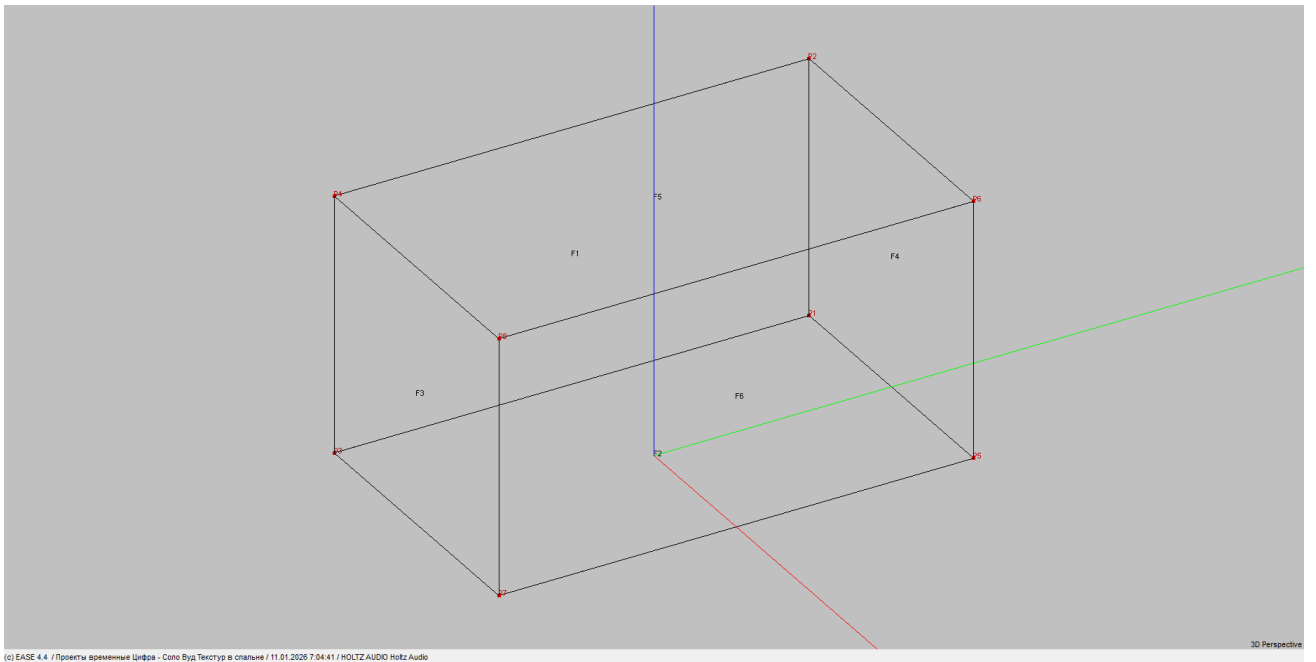 P2
P4
F5
P6
F1
F4
P1
P8
F3
F6
P3
F2
P5
P7
3D Perspective
(c) EASE 4.4 / Проекты временные Цифра - Соло Вуд Текстур в спальне / 11.01.2026 7:04:41 / HOLTZ AUDIO Holtz Audio